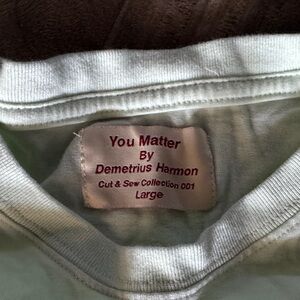 You Matter
By
Demetrius Harmon
Cut & Sew Collection 001
Large